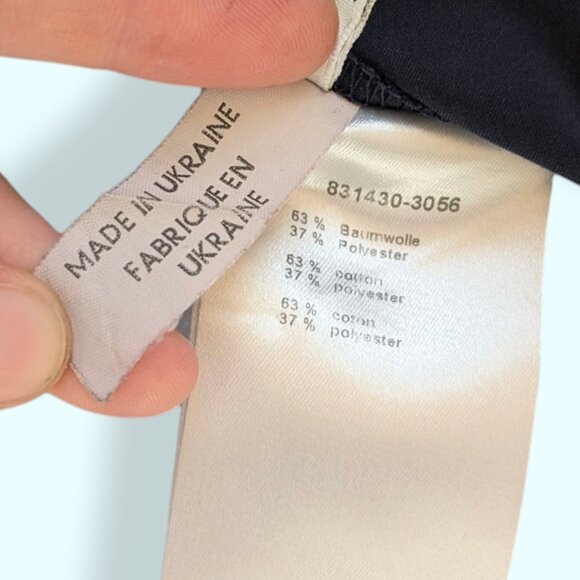 MADE IN UKRAINE
FABRIQUE EN
UKRAINE
831430-3056
63 % Baumwolle
37 % Polyester
63 % cotton
37 % polyester
63 % coton
37 % polyester